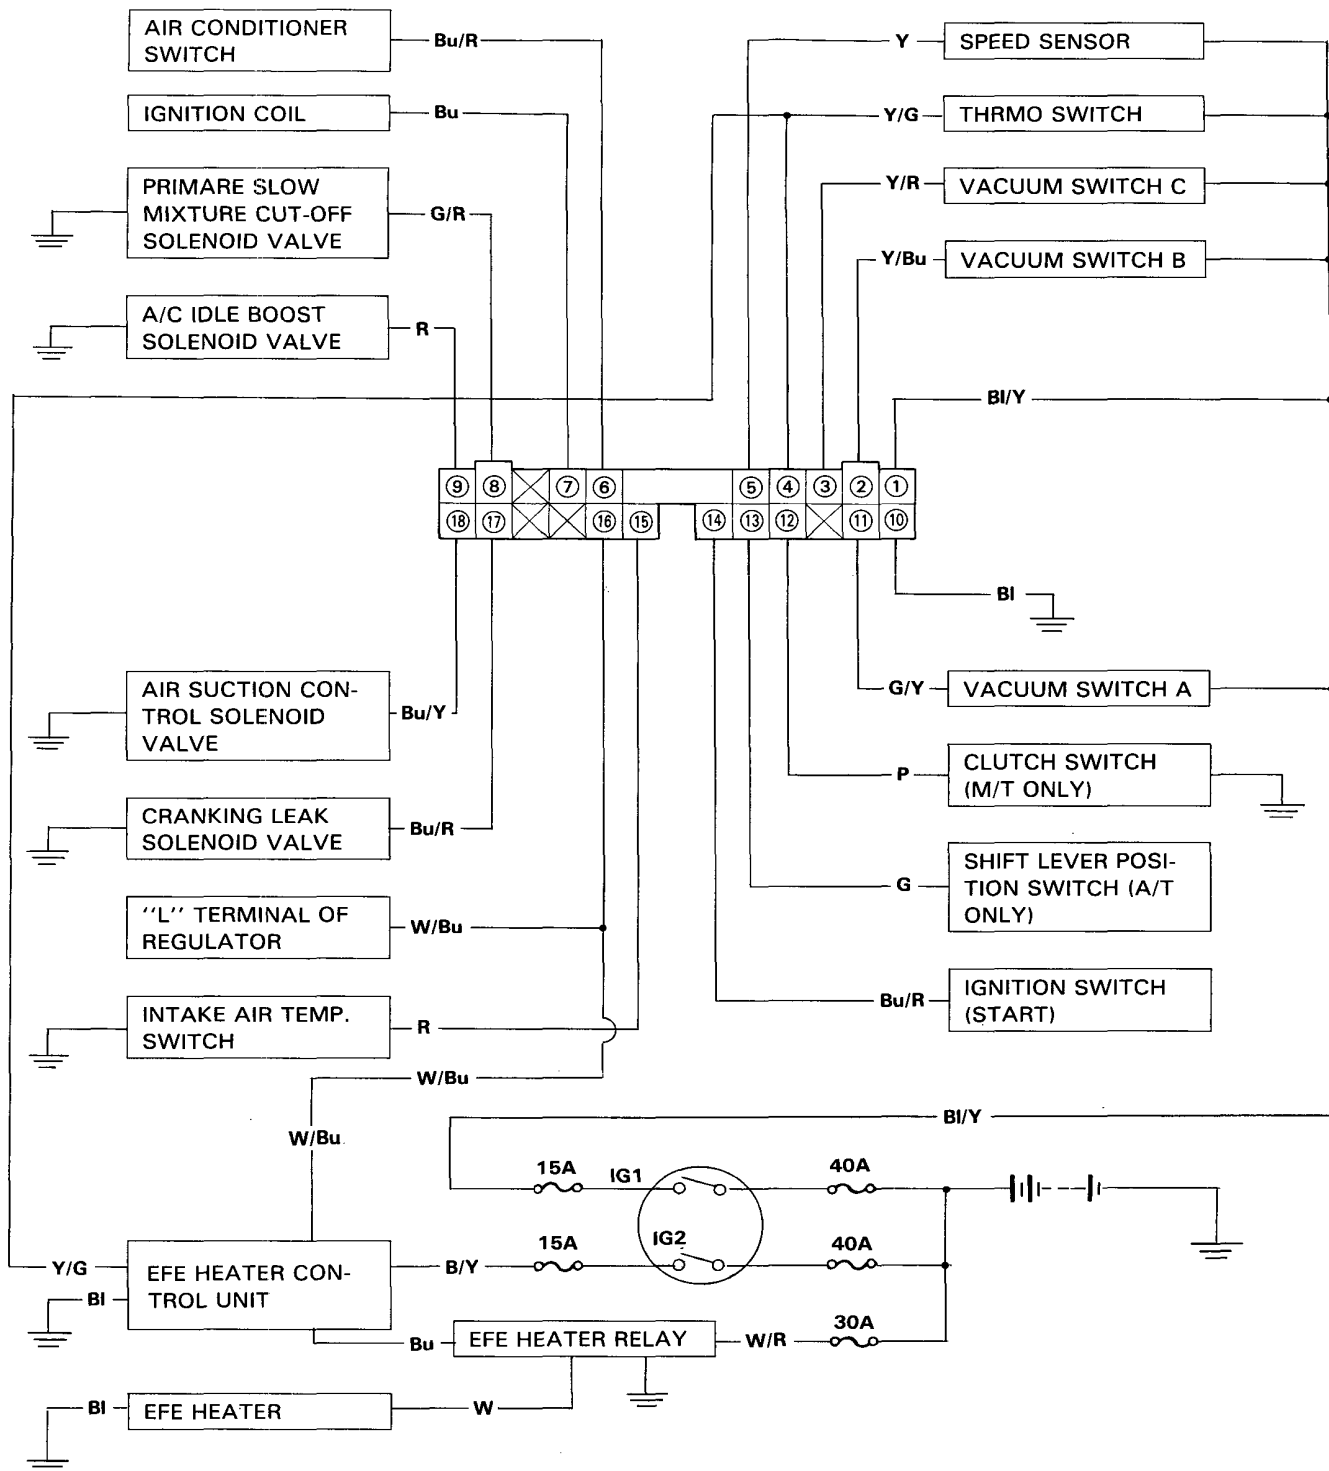 AIR CONDITIONER
SWITCH
Bu/R
Y
SPEED SENSOR
IGNITION COIL
Bu
Y/G
THRMO SWITCH
PRIMARE SLOW
MIXTURE CUT-OFF
SOLENOID VALVE
G/R
Y/R
VACUUM SWITCH C
Y/Bu
VACUUM SWITCH B
A/C IDLE BOOST
SOLENOID VALVE
R
Bl/Y
9 8 7 6 5 4 3 2 1
18 17 16 15 14 13 12 11 10
Bl
AIR SUCTION CON-
TROL SOLENOID
VALVE
Bu/Y
G/Y
VACUUM SWITCH A
P
CLUTCH SWITCH
(M/T ONLY)
CRANKING LEAK
SOLENOID VALVE
Bu/R
G
SHIFT LEVER POSI-
TION SWITCH (A/T
ONLY)
"L" TERMINAL OF
REGULATOR
W/Bu
Bu/R
IGNITION SWITCH
(START)
INTAKE AIR TEMP.
SWITCH
R
W/Bu
W/Bu
Bl/Y
15A
IG1
40A
15A
IG2
40A
Y/G
Bl
EFE HEATER CON-
TROL UNIT
B/Y
30A
Bu
EFE HEATER RELAY
W/R
Bl
EFE HEATER
W